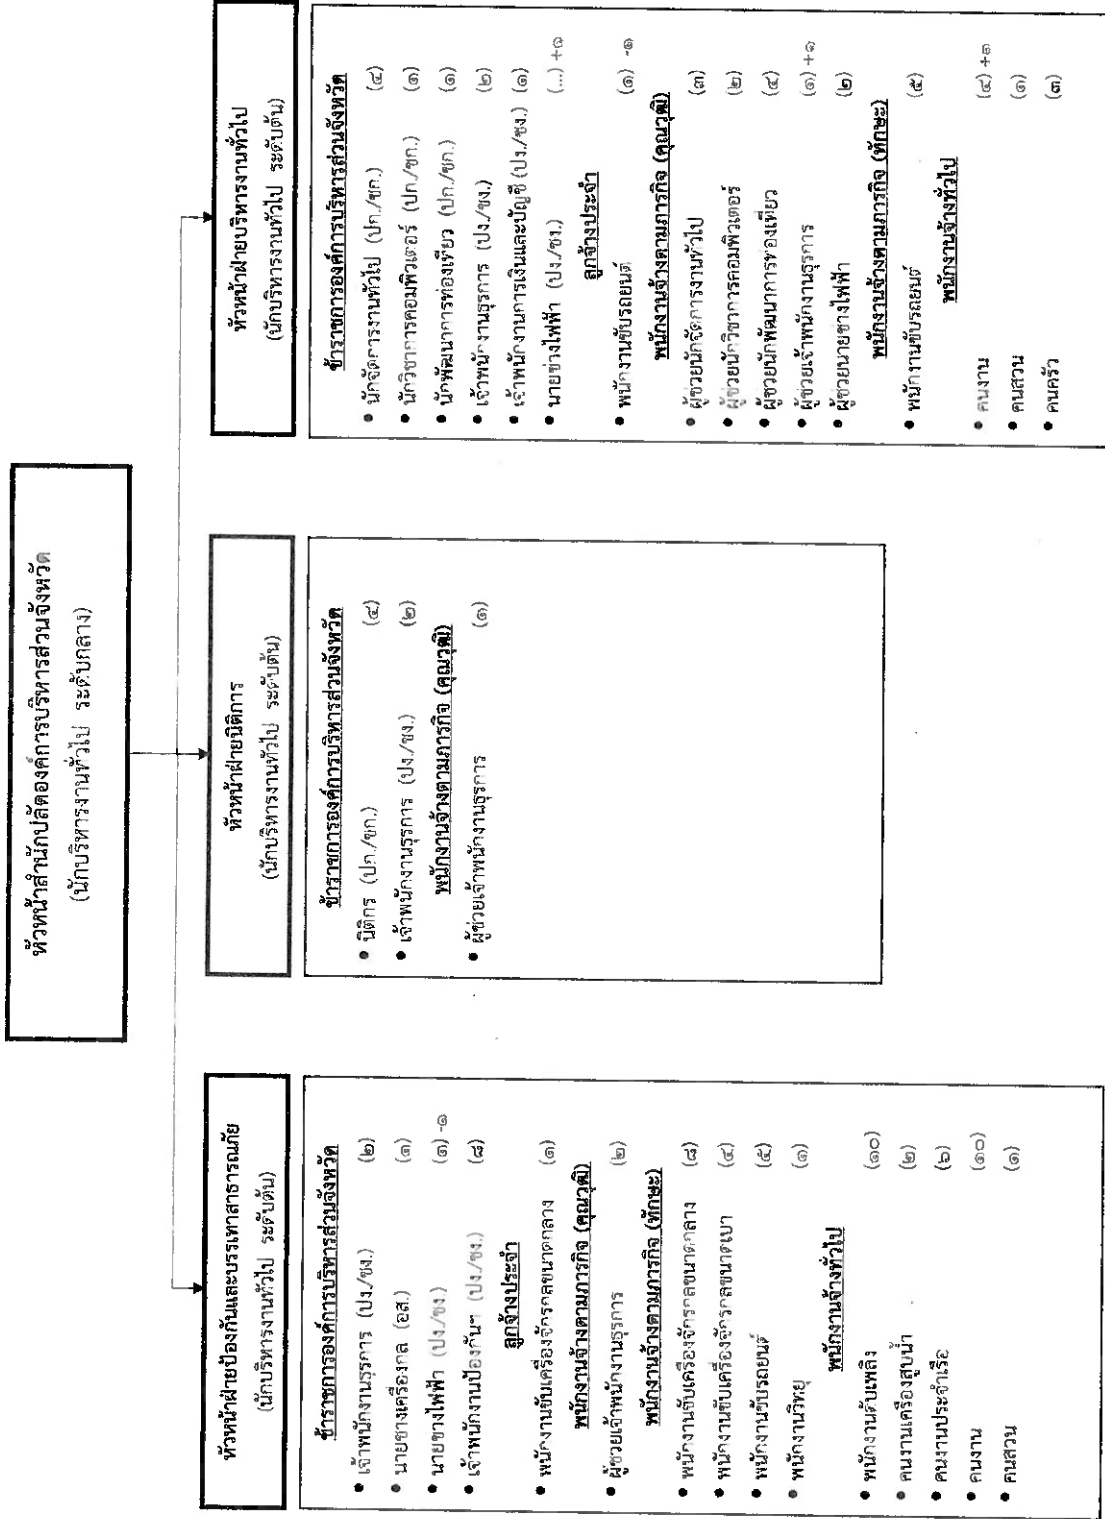 หัวหน้าสำนักปลัดองค์การบริหารส่วนจังหวัด
(นักบริหารงานทั่วไป ระดับกลาง)
หัวหน้าฝ่ายป้องกันและบรรเทาสาธารณภัย
(นักบริหารงานทั่วไป ระดับต้น)
ข้าราชการองค์การบริหารส่วนจังหวัด
• เจ้าพนักงานธุรการ (ปง./ชง.) (๒)
• นายช่างเครื่องกล (อส.) (๑)
• นายช่างไฟฟ้า (ปง./ชง.) (๑) -๑
• เจ้าพนักงานป้องกันฯ (ปง./ชง.) (๘)
ลูกจ้างประจำ
• พนักงานขับเครื่องจักรกลขนาดกลาง (๑)
พนักงานจ้างตามภารกิจ (คุณวุฒิ)
• ผู้ช่วยเจ้าพนักงานธุรการ (๒)
พนักงานจ้างตามภารกิจ (ทักษะ)
• พนักงานขับเครื่องจักรกลขนาดกลาง (๘)
• พนักงานขับเครื่องจักรกลขนาดเบา (๔)
• พนักงานขับรถยนต์ (๕)
• พนักงานวิทยุ (๑)
พนักงานจ้างทั่วไป
• พนักงานดับเพลิง (๑๐)
• คนงานเครื่องสูบน้ำ (๒)
• คนงานประจำเรือ (๖)
• คนงาน (๑๐)
• คนสวน (๑)
หัวหน้าฝ่ายนิติการ
(นักบริหารงานทั่วไป ระดับต้น)
ข้าราชการองค์การบริหารส่วนจังหวัด
• นิติกร (ปก./ชก.) (๔)
• เจ้าพนักงานธุรการ (ปง./ชง.) (๒)
พนักงานจ้างตามภารกิจ (คุณวุฒิ)
• ผู้ช่วยเจ้าพนักงานธุรการ (๑)
หัวหน้าฝ่ายบริหารงานทั่วไป
(นักบริหารงานทั่วไป ระดับต้น)
ข้าราชการองค์การบริหารส่วนจังหวัด
• นักจัดการงานทั่วไป (ปก./ชก.) (๔)
• นักวิชาการคอมพิวเตอร์ (ปก./ชก.) (๑)
• นักพัฒนาการท่องเที่ยว (ปก./ชก.) (๑)
• เจ้าพนักงานธุรการ (ปง./ชง.) (๒)
• เจ้าพนักงานการเงินและบัญชี (ปง./ชง.) (๑)
• นายช่างไฟฟ้า (ปง./ชง.) (...) +๑
ลูกจ้างประจำ
• พนักงานขับรถยนต์ (๑) -๑
พนักงานจ้างตามภารกิจ (คุณวุฒิ)
• ผู้ช่วยนักจัดการงานทั่วไป (๓)
• ผู้ช่วยนักวิชาการคอมพิวเตอร์ (๒)
• ผู้ช่วยนักพัฒนาการท่องเที่ยว (๔)
• ผู้ช่วยเจ้าพนักงานธุรการ (๑) +๑
• ผู้ช่วยนายช่างไฟฟ้า (๒)
พนักงานจ้างตามภารกิจ (ทักษะ)
• พนักงานขับรถยนต์ (๕)
พนักงานจ้างทั่วไป
• คนงาน (๔) +๓
• คนสวน (๑)
• คนครัว (๓)